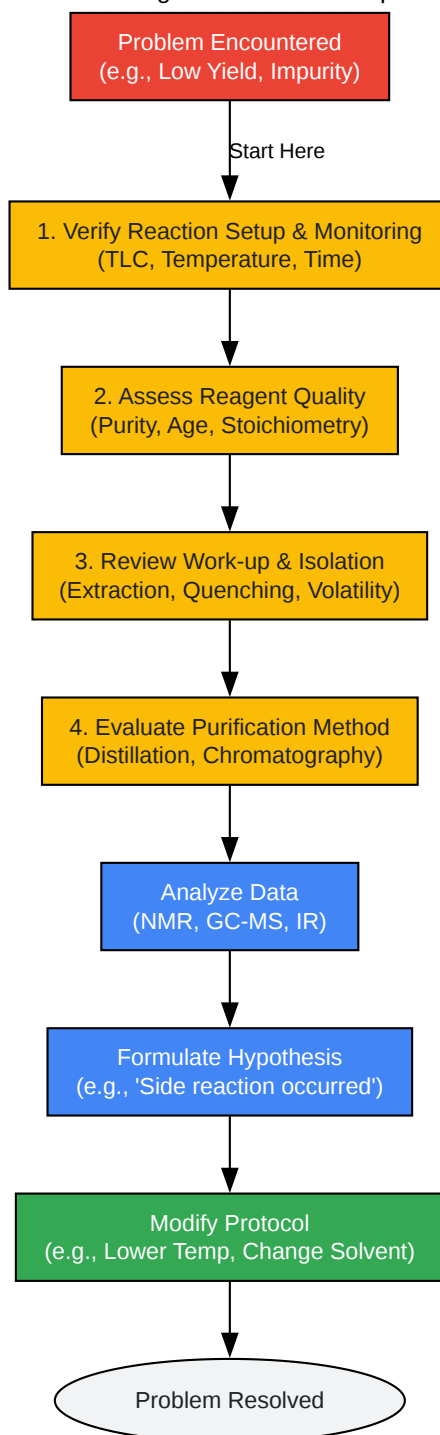 Problem Encountered
(e.g., Low Yield, Impurity)
Start Here
1. Verify Reaction Setup & Monitoring
(TLC, Temperature, Time)
2. Assess Reagent Quality
(Purity, Age, Stoichiometry)
3. Review Work-up & Isolation
(Extraction, Quenching, Volatility)
4. Evaluate Purification Method
(Distillation, Chromatography)
Analyze Data
(NMR, GC-MS, IR)
Formulate Hypothesis
(e.g., 'Side reaction occurred')
Modify Protocol
(e.g., Lower Temp, Change Solvent)
Problem Resolved